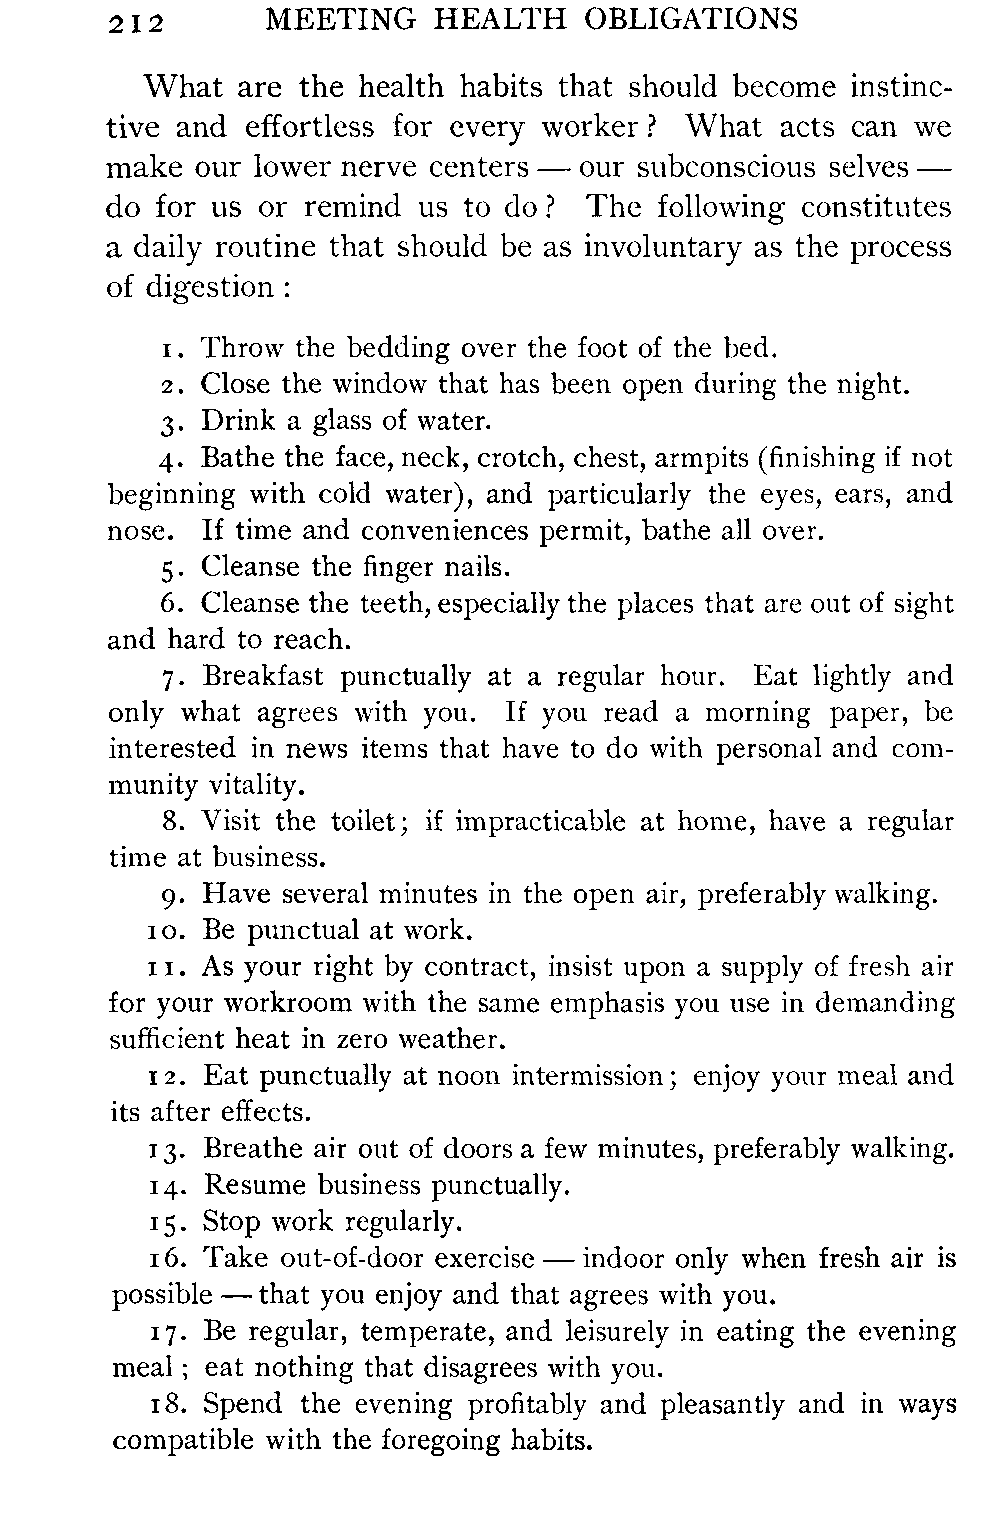 212 MEETING HEALTH OBLIGATIONS
What are the health habits that should become instinc-
tive and effortless for every worker? What acts can we
make our lower nerve centers — our subconscious selves —
do for us or remind us to do? The following constitutes
a daily routine that should be as involuntary as the process
of digestion:
1. Throw the bedding over the foot of the bed.
2. Close the window that has been open during the night.
3. Drink a glass of water.
4. Bathe the face, neck, crotch, chest, armpits (finishing if not
beginning with cold water), and particularly the eyes, ears, and
nose. If time and conveniences permit, bathe all over.
5. Cleanse the finger nails.
6. Cleanse the teeth, especially the places that are out of sight
and hard to reach.
7. Breakfast punctually at a regular hour. Eat lightly and
only what agrees with you. If you read a morning paper, be
interested in news items that have to do with personal and com-
munity vitality.
8. Visit the toilet; if impracticable at home, have a regular
time at business.
9. Have several minutes in the open air, preferably walking.
10. Be punctual at work.
11. As your right by contract, insist upon a supply of fresh air
for your workroom with the same emphasis you use in demanding
sufficient heat in zero weather.
12. Eat punctually at noon intermission; enjoy your meal and
its after effects.
13. Breathe air out of doors a few minutes, preferably walking.
14. Resume business punctually.
15. Stop work regularly.
16. Take out-of-door exercise — indoor only when fresh air is
possible — that you enjoy and that agrees with you.
17. Be regular, temperate, and leisurely in eating the evening
meal; eat nothing that disagrees with you.
18. Spend the evening profitably and pleasantly and in ways
compatible with the foregoing habits.